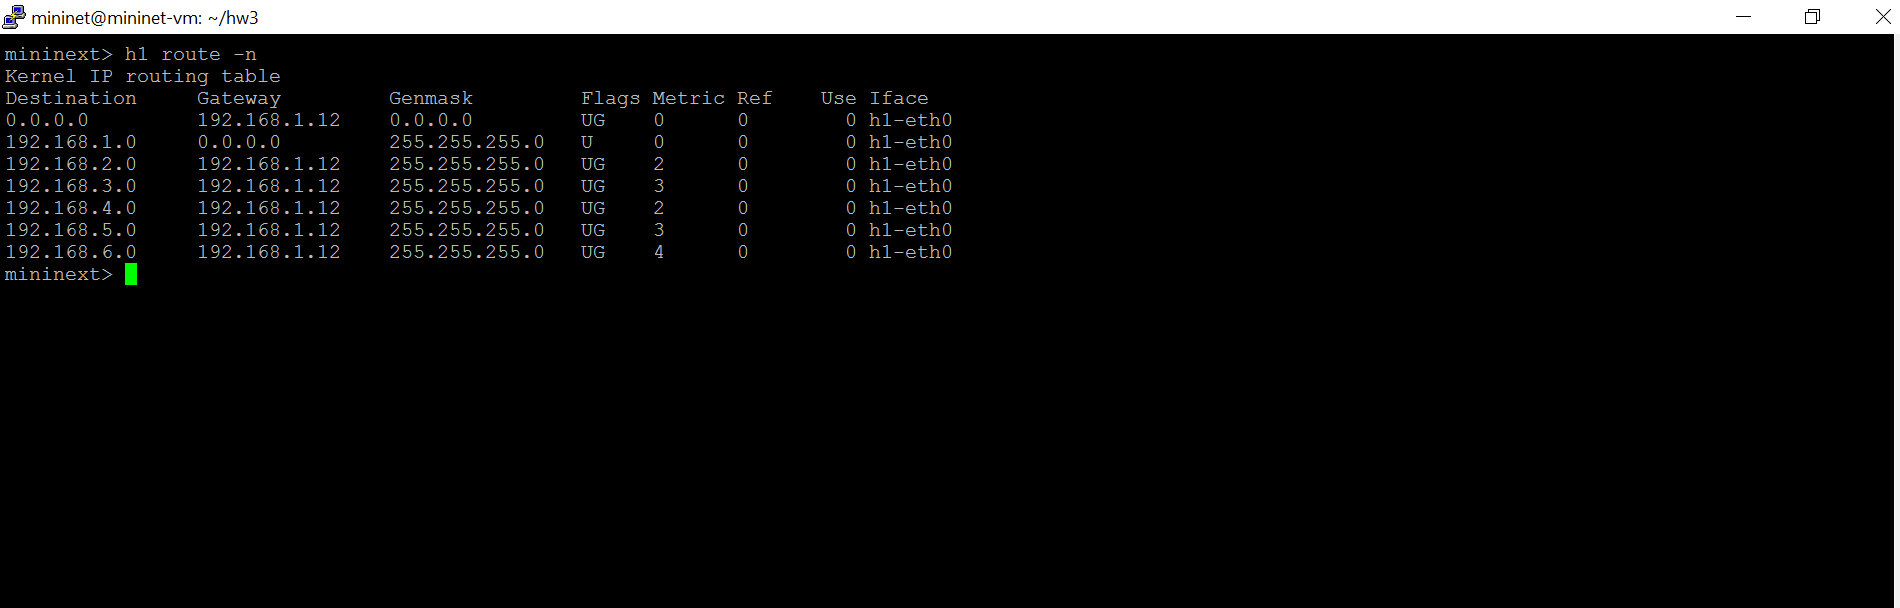 mininet@mininet-vm: ~/hw3
mininext> h1 route -n
Kernel IP routing table
Destination     Gateway         Genmask         Flags Metric Ref    Use Iface
0.0.0.0         192.168.1.12    0.0.0.0         UG    0      0        0 h1-eth0
192.168.1.0     0.0.0.0         255.255.255.0   U     0      0        0 h1-eth0
192.168.2.0     192.168.1.12    255.255.255.0   UG    2      0        0 h1-eth0
192.168.3.0     192.168.1.12    255.255.255.0   UG    3      0        0 h1-eth0
192.168.4.0     192.168.1.12    255.255.255.0   UG    2      0        0 h1-eth0
192.168.5.0     192.168.1.12    255.255.255.0   UG    3      0        0 h1-eth0
192.168.6.0     192.168.1.12    255.255.255.0   UG    4      0        0 h1-eth0
mininext>